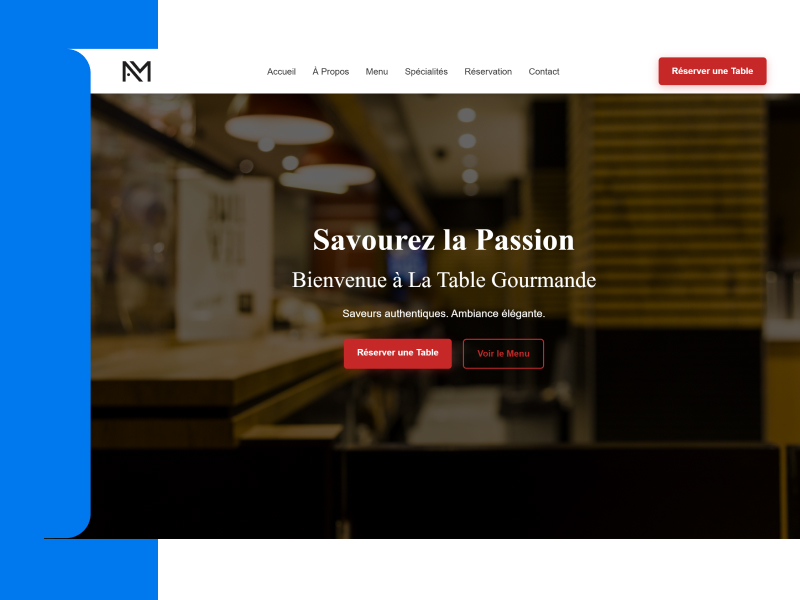 Accueil À Propos Menu Spécialités Réservation Contact Réserver une Table
Savourez la Passion
Bienvenue à La Table Gourmande
Saveurs authentiques. Ambiance élégante.
Réserver une Table Voir le Menu